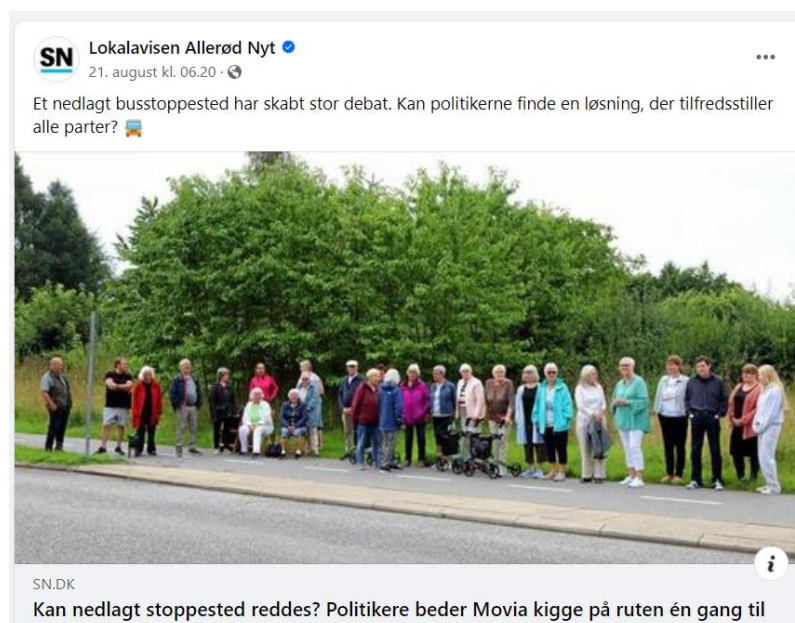 SN
Lokalavisen Allerød Nyt
21. august kl. 06.20 ·
Et nedlagt busstoppested har skabt stor debat. Kan politikerne finde en løsning, der tilfredsstiller
alle parter?
i
SN.DK
Kan nedlagt stoppested reddes? Politikere beder Movia kigge på ruten én gang til